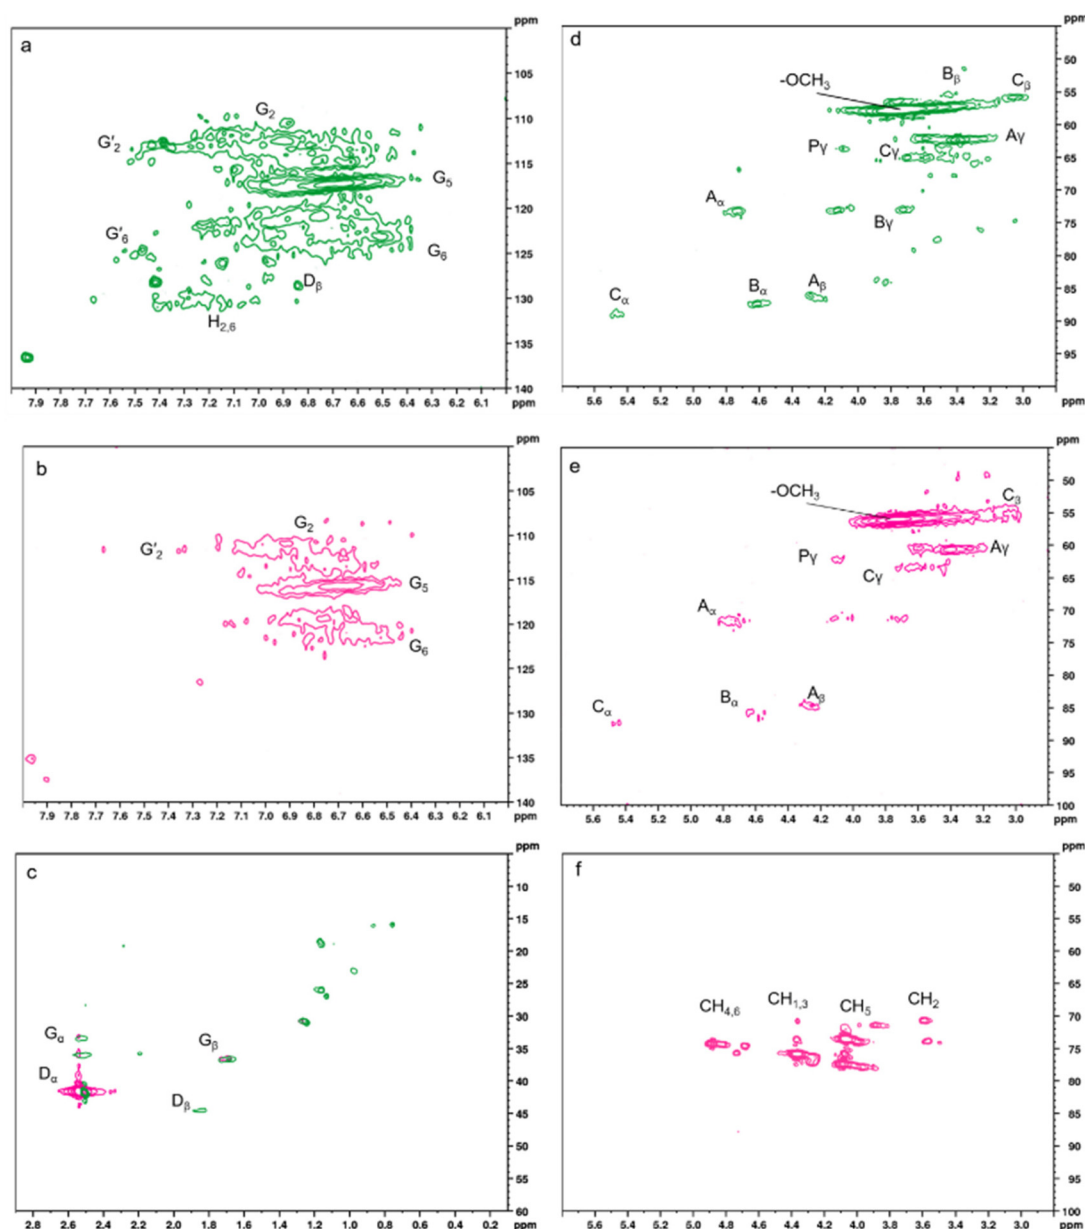 a
ppm
G₂
G'₂
G₅
G'₆
G₆
Dᵦ
H₂,₆
105
110
115
120
125
130
135
140
7.9 7.8 7.7 7.6 7.5 7.4 7.3 7.2 7.1 7.0 6.9 6.8 6.7 6.6 6.5 6.4 6.3 6.2 6.1 ppm
d
ppm
-OCH₃
Bᵦ
Cᵦ
Pγ
Cγ
Aγ
Aα
Bγ
Cα
Bα
Aᵦ
50
55
60
65
70
75
80
85
90
95
5.6 5.4 5.2 5.0 4.8 4.6 4.4 4.2 4.0 3.8 3.6 3.4 3.2 3.0 ppm
b
ppm
G₂
G'₂
G₅
G₆
105
110
115
120
125
130
135
140
7.9 7.8 7.7 7.6 7.5 7.4 7.3 7.2 7.1 7.0 6.9 6.8 6.7 6.6 6.5 6.4 6.3 6.2 6.1 ppm
e
ppm
-OCH₃
C₃
Pγ
Cγ
Aγ
Aα
Cα
Bα
Aᵦ
50
55
60
65
70
75
80
85
90
95
100
5.6 5.4 5.2 5.0 4.8 4.6 4.4 4.2 4.0 3.8 3.6 3.4 3.2 3.0 ppm
c
ppm
Gα
Dα
Gᵦ
Dᵦ
10
15
20
25
30
35
40
45
50
55
60
2.8 2.6 2.4 2.2 2.0 1.8 1.6 1.4 1.2 1.0 0.8 0.6 0.4 0.2 ppm
f
ppm
CH₄,₆
CH₁,₃
CH₅
CH₂
50
55
60
65
70
75
80
85
90
95
100
5.6 5.4 5.2 5.0 4.8 4.6 4.4 4.2 4.0 3.8 3.6 3.4 3.2 3.0 ppm